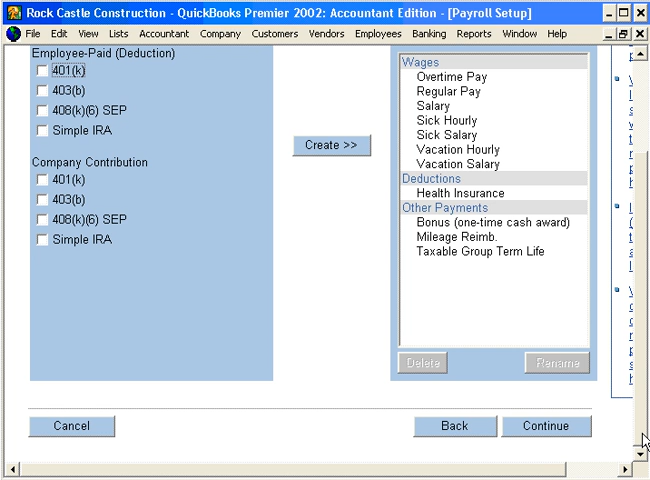 Rock Castle Construction - QuickBooks Premier 2002: Accountant Edition - [Payroll Setup]
File Edit View Lists Accountant Company Customers Vendors Employees Banking Reports Window Help
Employee-Paid (Deduction)
401(k)
403(b)
408(k)(6) SEP
Simple IRA
Company Contribution
401(k)
403(b)
408(k)(6) SEP
Simple IRA
Create >>
Wages
Overtime Pay
Regular Pay
Salary
Sick Hourly
Sick Salary
Vacation Hourly
Vacation Salary
Deductions
Health Insurance
Other Payments
Bonus (one-time cash award)
Mileage Reimb.
Taxable Group Term Life
Delete Rename
Cancel Back Continue